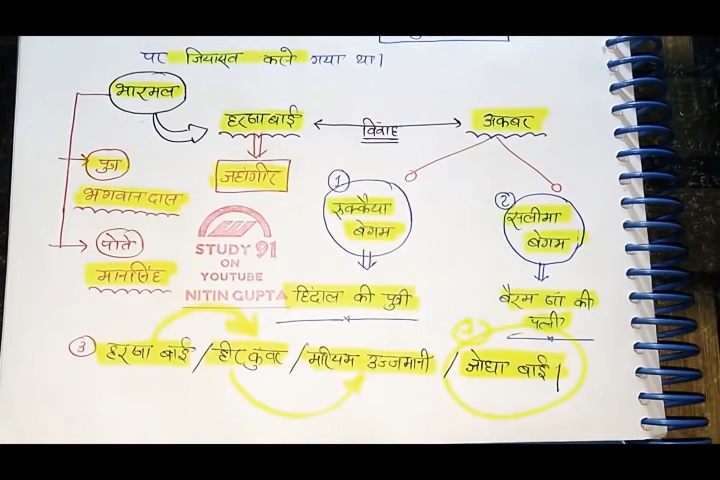 पर जियारत करने गया था।
भारमल
हरखा बाई
विवाह
अकबर
पुत्र
भगवान दास
पोते
मानसिंह
जहांगीर
1
रुकैया
बेगम
हिंदाल की पुत्री
2
सलीमा
बेगम
बैरम खां की
पत्नी
STUDY 91
ON
YOUTUBE
NITIN GUPTA
3 हरखा बाई / हीर कुंवर / मरियम उज्जमानी / जोधा बाई/